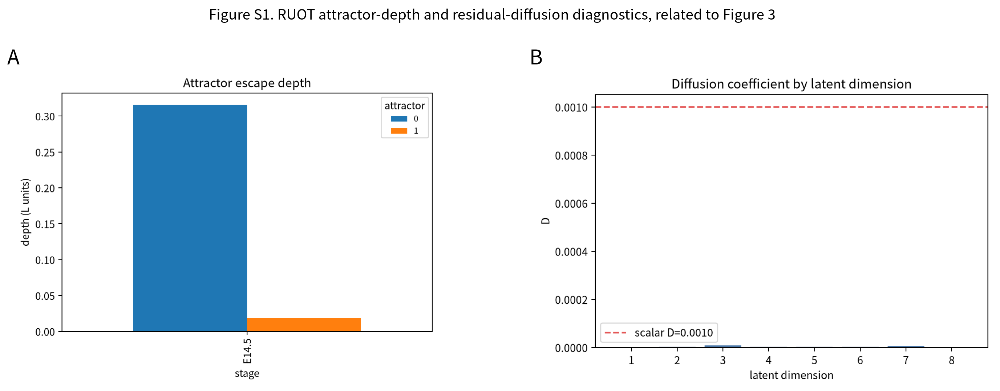 Figure S1. RUOT attractor-depth and residual-diffusion diagnostics, related to Figure 3
A
Attractor escape depth
attractor
0
1
depth (L units)
0.30
0.25
0.20
0.15
0.10
0.05
0.00
E14.5
stage
B
Diffusion coefficient by latent dimension
D
0.0010
0.0008
0.0006
0.0004
0.0002
0.0000
scalar D=0.0010
1 2 3 4 5 6 7 8
latent dimension